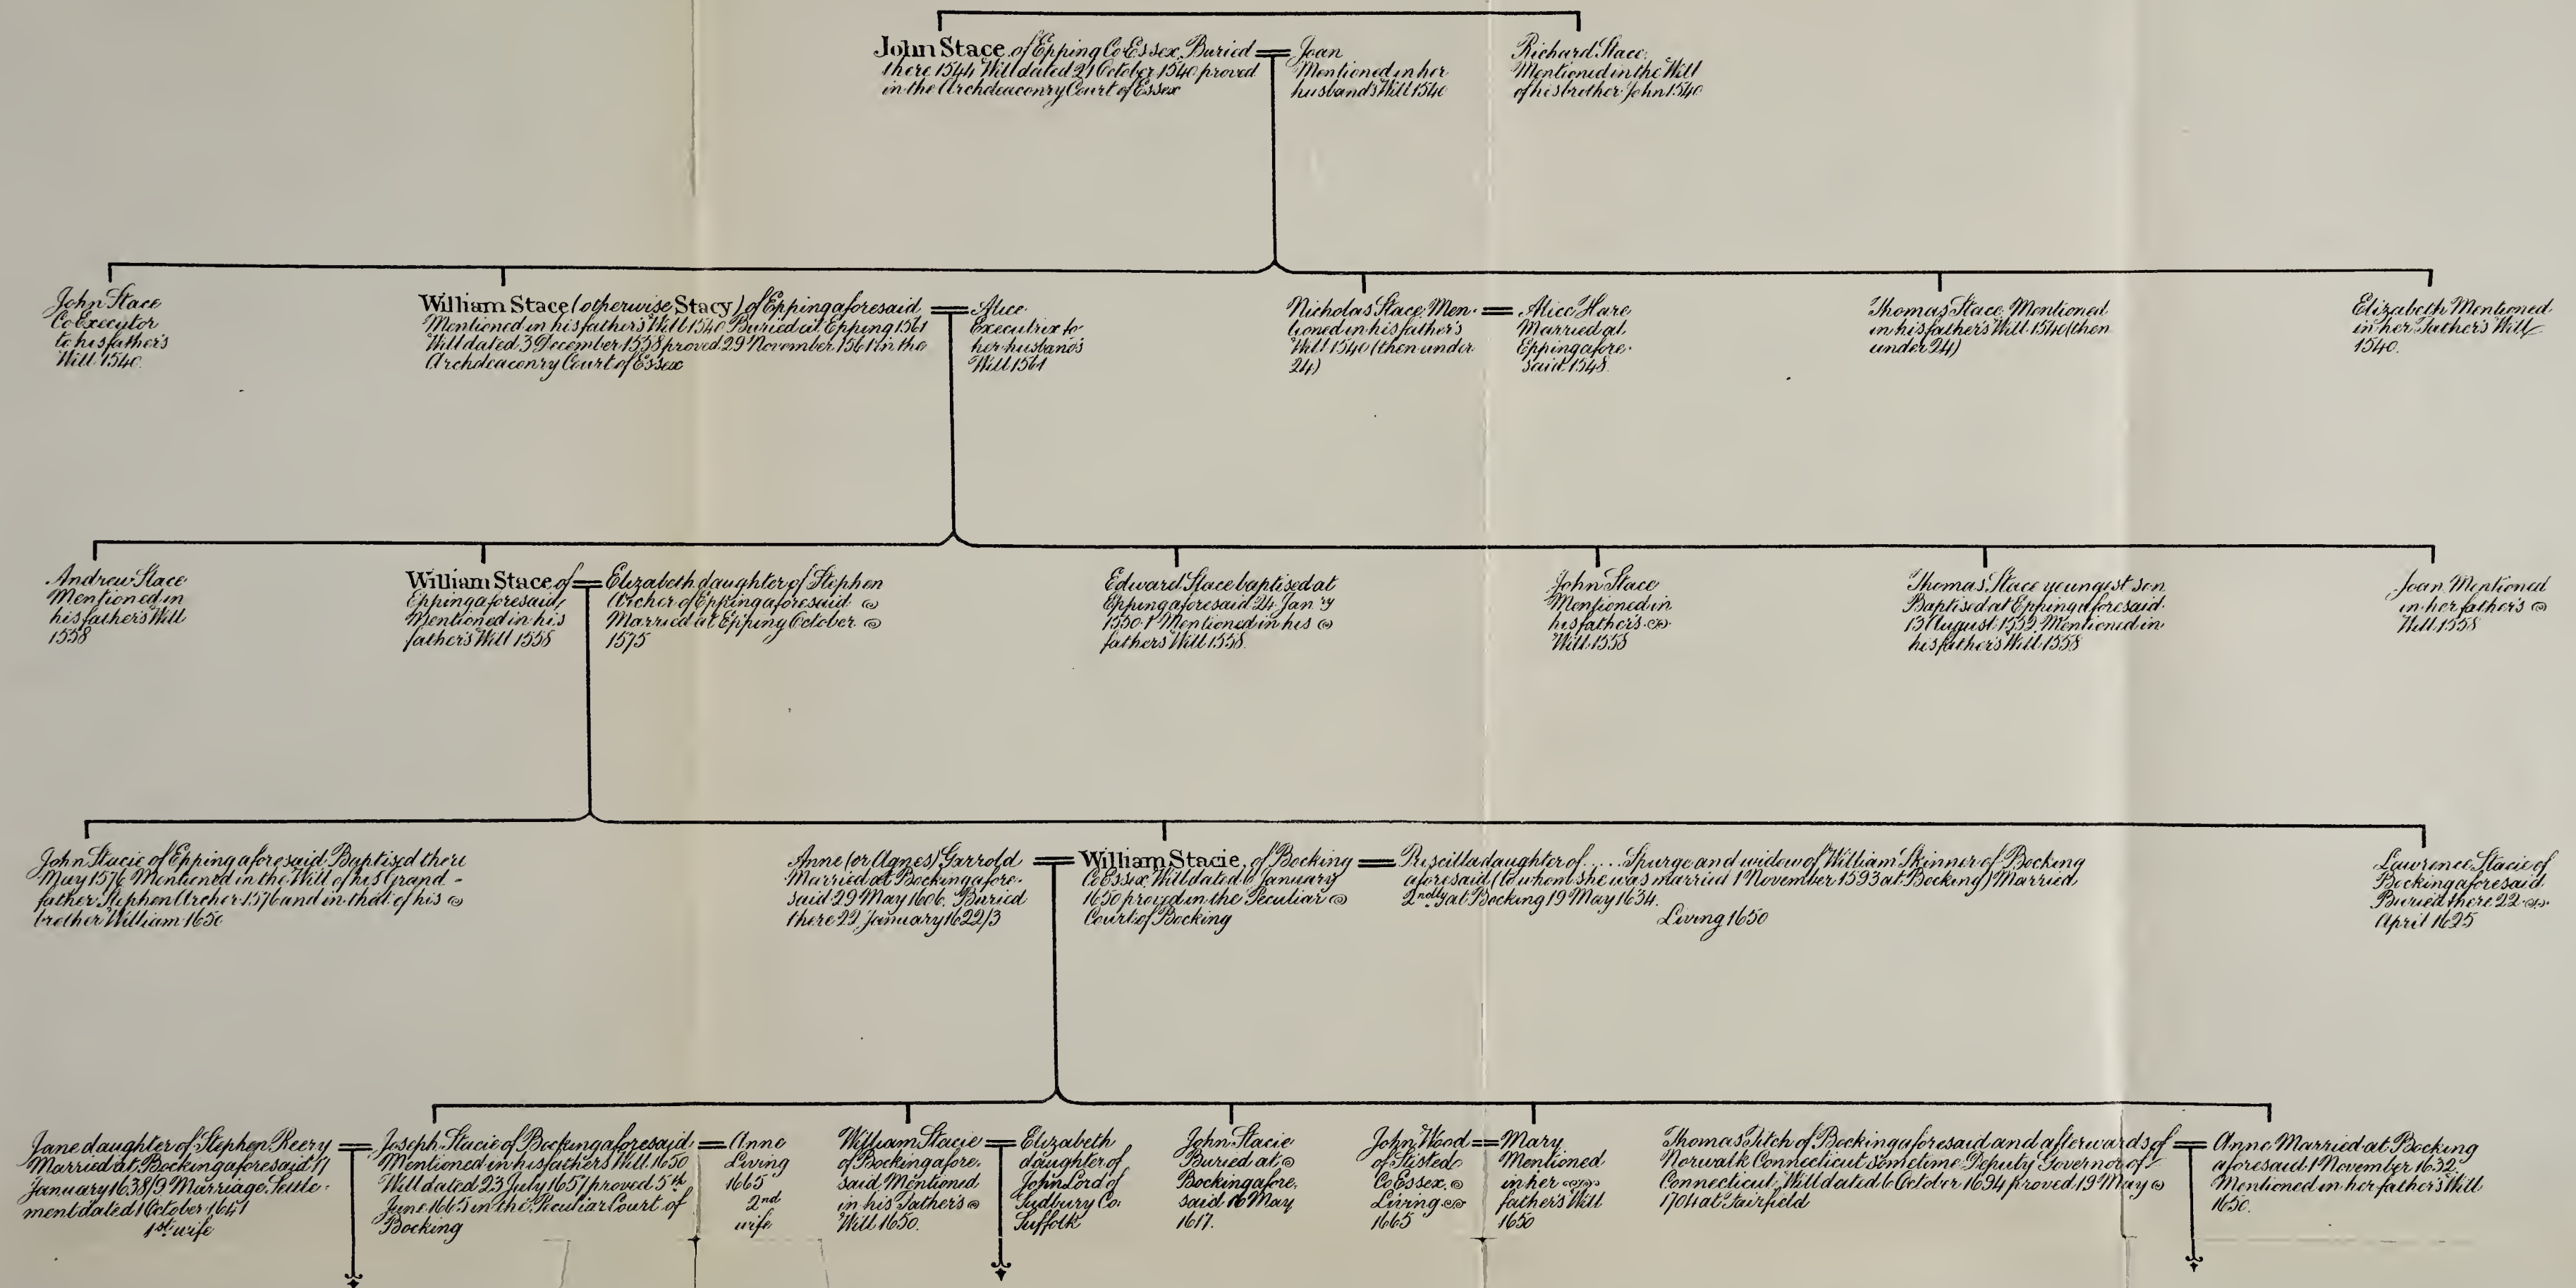 John Stace of Epping Co Essex. Buried
there 1544 Will dated 21 October 1540 proved
in the Archdeaconry Court of Essex
Joan
Mentioned in her
husband's Will 1540
Richard Stace.
Mentioned in the Will
of his brother John 1540
John Stace
Co Executor
to his father's
Will 1540.
William Stace (otherwise Stacy) of Epping aforesaid
Mentioned in his father's Will 1540 Buried at Epping 1561
Will dated 3 December 1558 proved 29 November 1561 in the
Archdeaconry Court of Essex
Alice.
Executrix to
her husband's
Will 1561
Nicholas Stace. Men-
tioned in his father's
Will 1540 (then under
24)
Alice Hare
Married at
Epping afore-
said 1548.
Thomas Stace. Mentioned
in his father's Will 1540 (then
under 24)
Elizabeth Mentioned
in her Father's Will
1540.
Andrew Stace
Mentioned in
his father's Will
1558
William Stace of
Epping aforesaid
Mentioned in his
father's Will 1558
Elizabeth daughter of Stephen
Archer of Epping aforesaid
Married at Epping October
1575
Edward Stace baptised at
Epping aforesaid 24 Jan ry
1550-1 Mentioned in his
fathers Will 1558.
John Stace
Mentioned in
his father's
Will 1558
Thomas Stace youngest son
Baptised at Epping aforesaid
13 August 1559. Mentioned in
his father's Will 1558
Joan Mentioned
in her father's
Will 1558
John Stacie of Epping aforesaid Baptised there
May 1576 Mentioned in the Will of his Grand-
father Stephen Archer 1576 and in that of his
brother William 1650
Anne (or Agnes) Garrold
Married at Bocking afore-
said 29 May 1606. Buried
there 22 January 1622/3
William Stacie, of Bocking
Co Essex. Will dated 6 January
1650 proved in the Peculiar
Court of Bocking
Priscilla daughter of .... Spurge and widow of William Skinner of Bocking
aforesaid (to whom she was married 1 November 1593 at Bocking) Married
2ndly at Bocking 19 May 1634.
Living 1650
Lawrence Stacie of
Bocking aforesaid
Buried there 22
April 1625
Jane daughter of Stephen Reery
Married at Bocking aforesaid 17
January 1638/9 Marriage Settle-
ment dated 1 October 1641
1st wife
Joseph Stacie of Bocking aforesaid
Mentioned in his father's Will 1650
Will dated 23 July 1657 proved 5th
June 1665 in the Peculiar Court of
Bocking
Anne
Living
1665
2nd
wife
William Stacie
of Bocking afore-
said Mentioned
in his Father's
Will 1650.
Elizabeth
daughter of
John Lord of
Sudbury Co.
Suffolk
John Stacie
Buried at
Bocking afore-
said 16 May
1617.
John Wood
of Stisted
Co Essex.
Living
1665
Mary
Mentioned
in her
father's Will
1650
Thomas Fitch of Bocking aforesaid and afterwards of
Norwalk Connecticut sometime Deputy Governor of
Connecticut. Will dated 6 October 1694 proved 19 May
1704 at Fairfield
Anne Married at Bocking
aforesaid 1 November 1632.
Mentioned in her father's Will
1650.